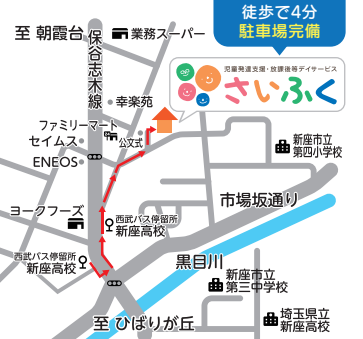 徒歩で4分
駐車場完備
至 朝霞台
業務スーパー
保谷志木線
児童発達支援・放課後等デイサービス
さいふく
幸楽苑
ファミリーマート
公文式
セイムス
ENEOS
新座市立
第四小学校
ヨークフーズ
西武バス停留所
新座高校
市場坂通り
西武バス停留所
新座高校
黒目川
新座市立
第三中学校
至 ひばりが丘
埼玉県立
新座高校